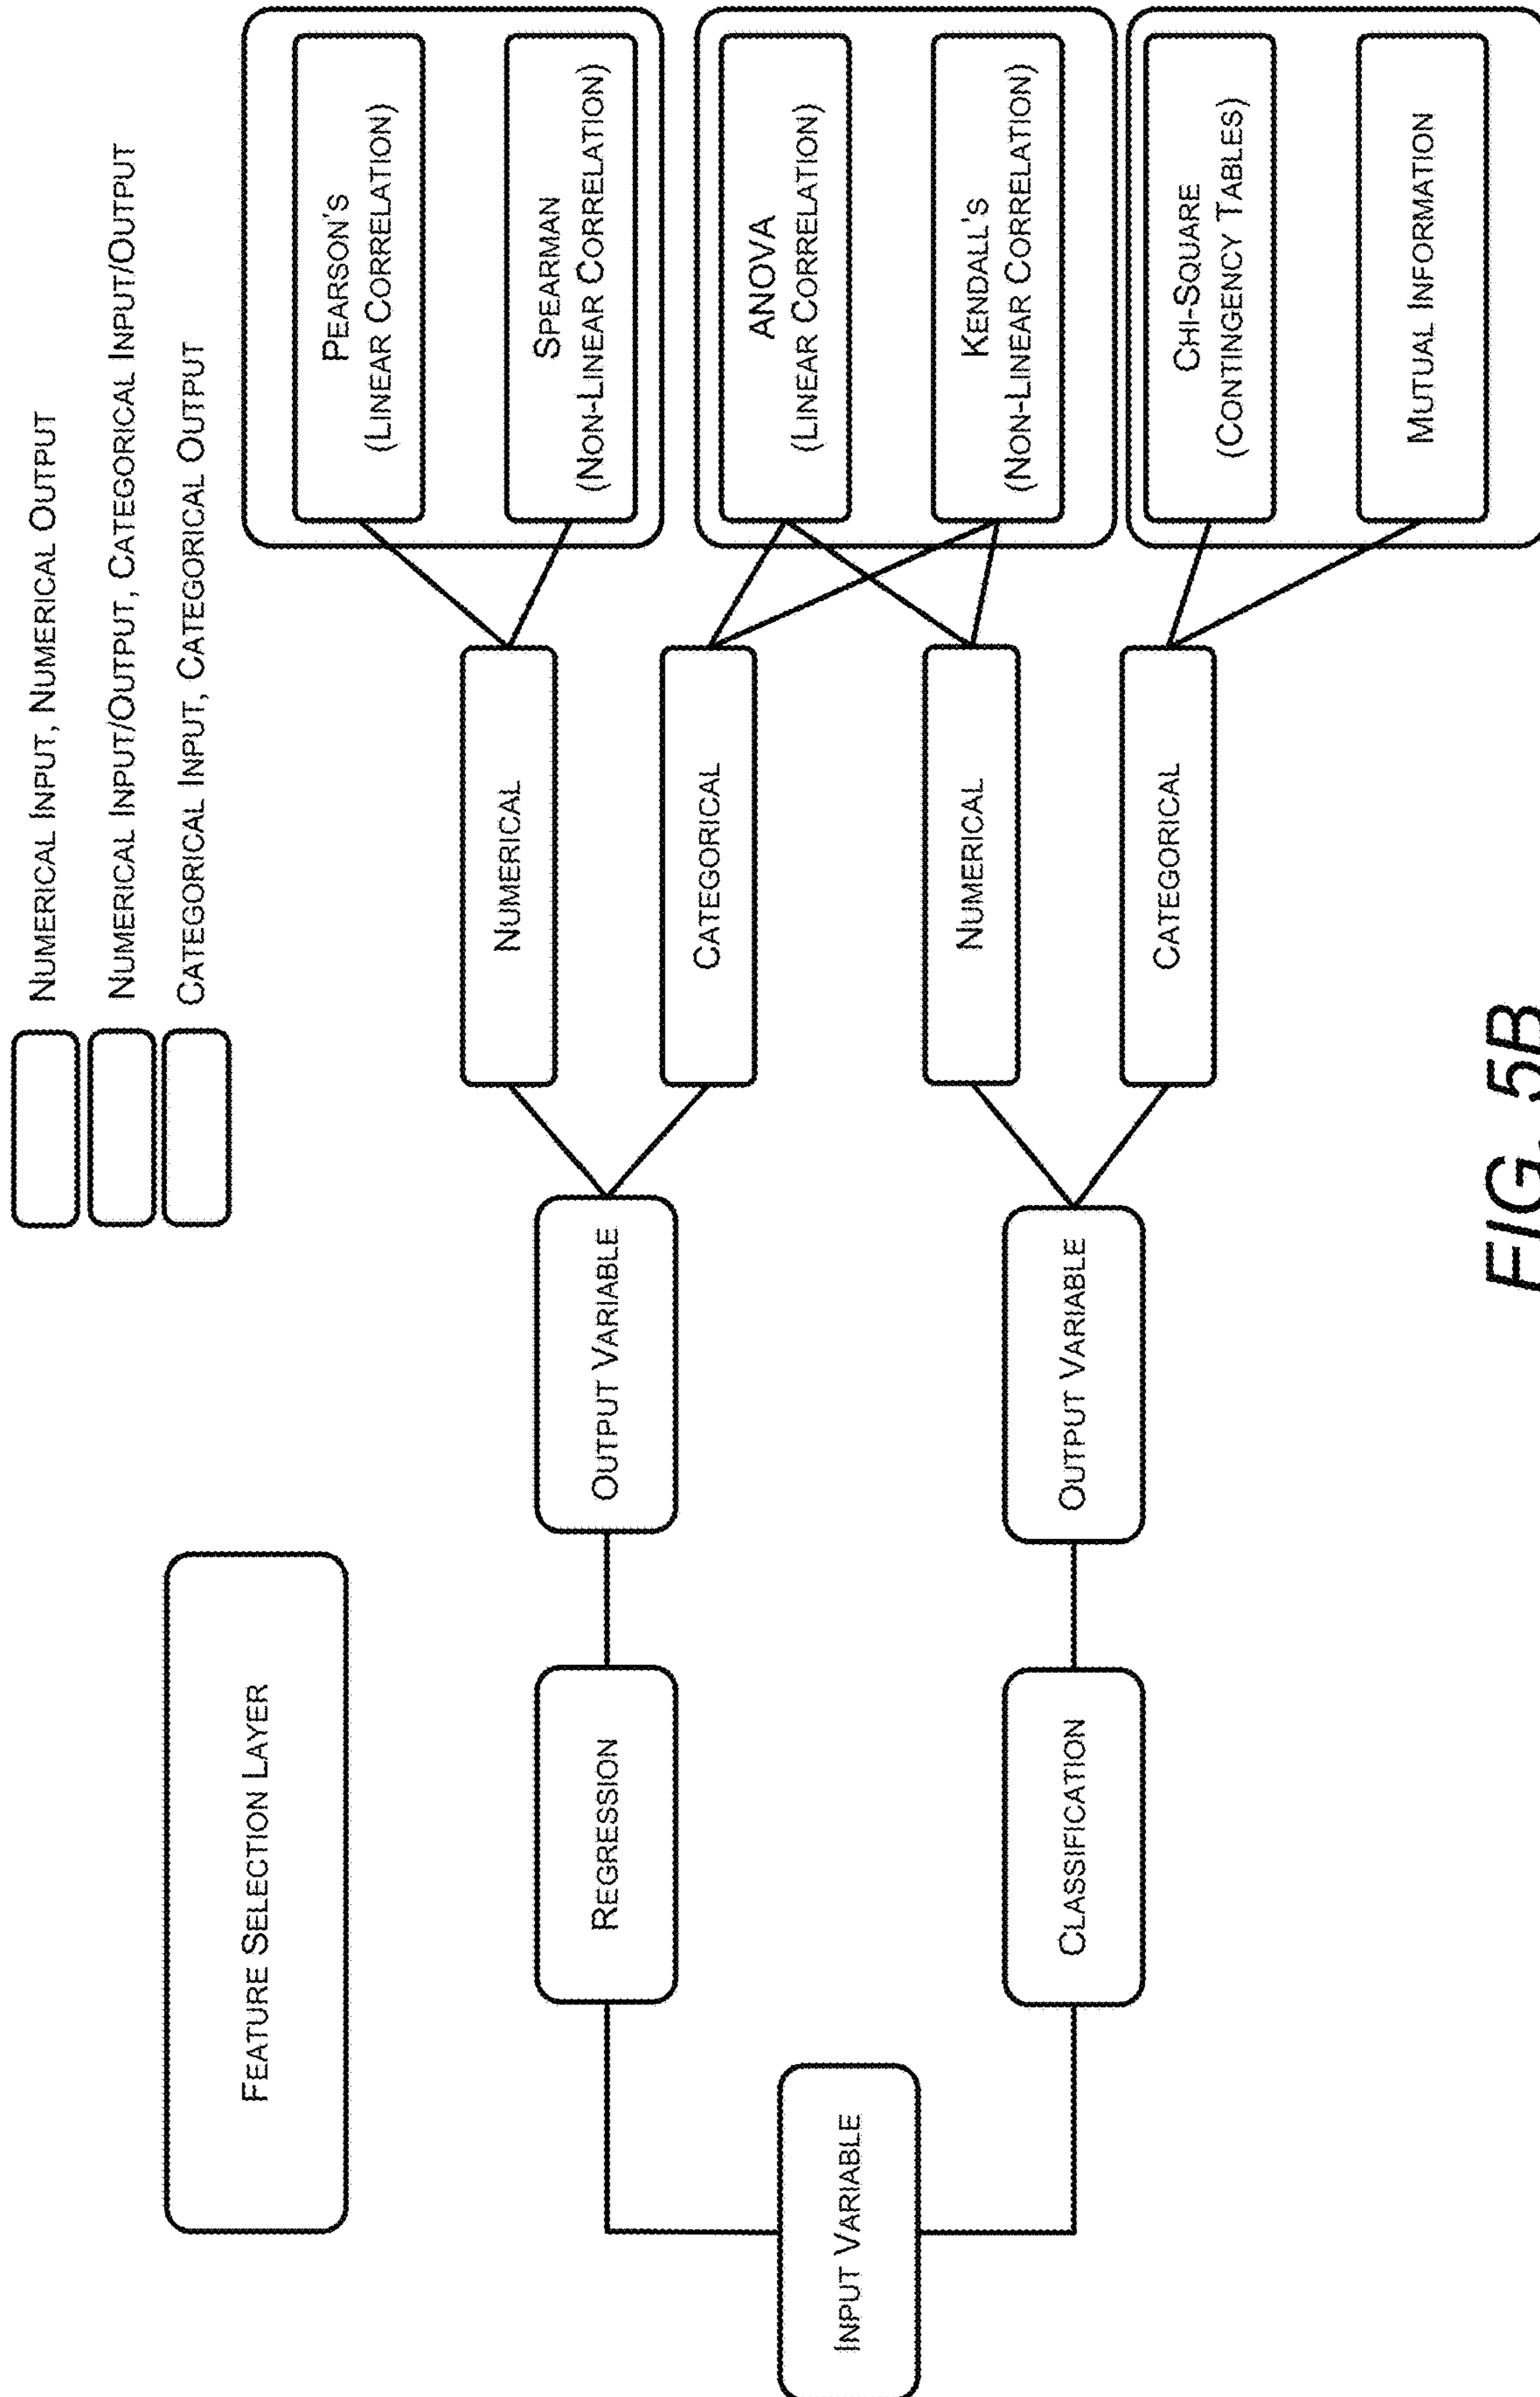 FEATURE SELECTION LAYER
NUMERICAL INPUT, NUMERICAL OUTPUT
NUMERICAL INPUT/OUTPUT, CATEGORICAL INPUT/OUTPUT
CATEGORICAL INPUT, CATEGORICAL OUTPUT
INPUT VARIABLE
REGRESSION
OUTPUT VARIABLE
NUMERICAL
CATEGORICAL
CLASSIFICATION
OUTPUT VARIABLE
NUMERICAL
CATEGORICAL
PEARSON'S
(LINEAR CORRELATION)
SPEARMAN
(NON-LINEAR CORRELATION)
ANOVA
(LINEAR CORRELATION)
KENDALL'S
(NON-LINEAR CORRELATION)
CHI-SQUARE
(CONTINGENCY TABLES)
MUTUAL INFORMATION
FIG. 5B